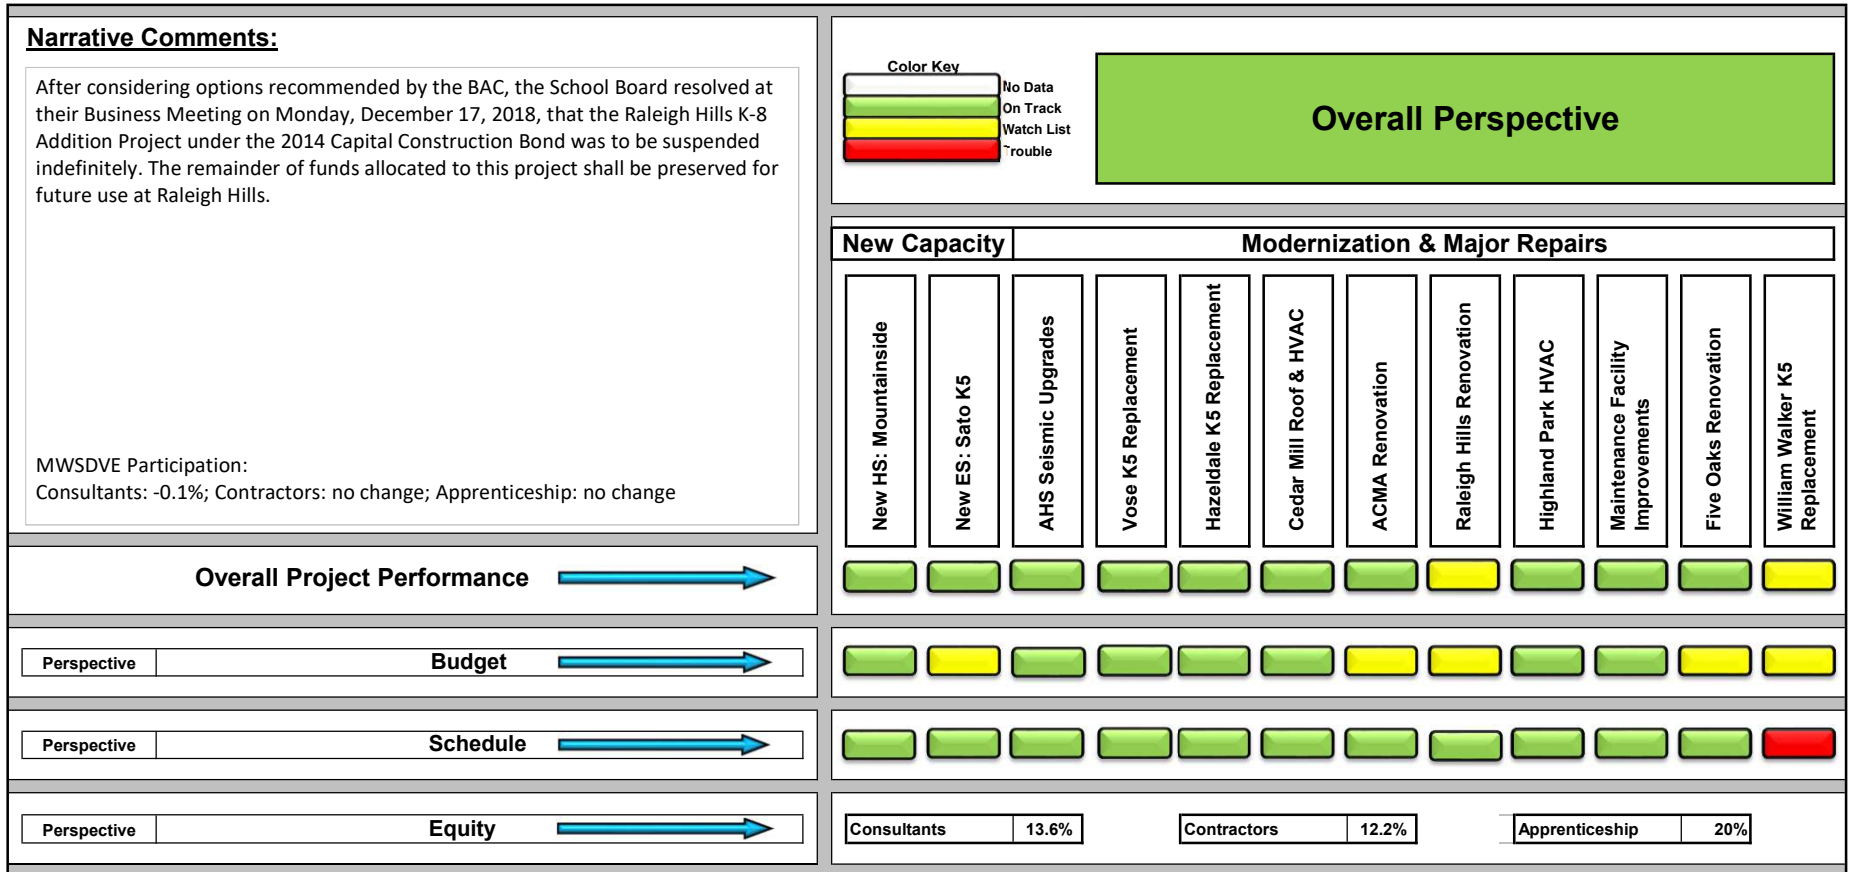 Narrative Comments:
After considering options recommended by the BAC, the School Board resolved at
their Business Meeting on Monday, December 17, 2018, that the Raleigh Hills K-8
Addition Project under the 2014 Capital Construction Bond was to be suspended
indefinitely. The remainder of funds allocated to this project shall be preserved for
future use at Raleigh Hills.
MWSDVE Participation:
Consultants: -0.1%; Contractors: no change; Apprenticeship: no change
Color Key
No Data
On Track
Watch List
Trouble
Overall Perspective
New Capacity
Modernization & Major Repairs
New HS: Mountainside
New ES: Sato K5
AHS Seismic Upgrades
Vose K5 Replacement
Hazeldale K5 Replacement
Cedar Mill Roof & HVAC
ACMA Renovation
Raleigh Hills Renovation
Highland Park HVAC
Maintenance Facility
Improvements
Five Oaks Renovation
William Walker K5
Replacement
Overall Project Performance
Perspective
Budget
Perspective
Schedule
Perspective
Equity
Consultants 13.6%
Contractors 12.2%
Apprenticeship 20%